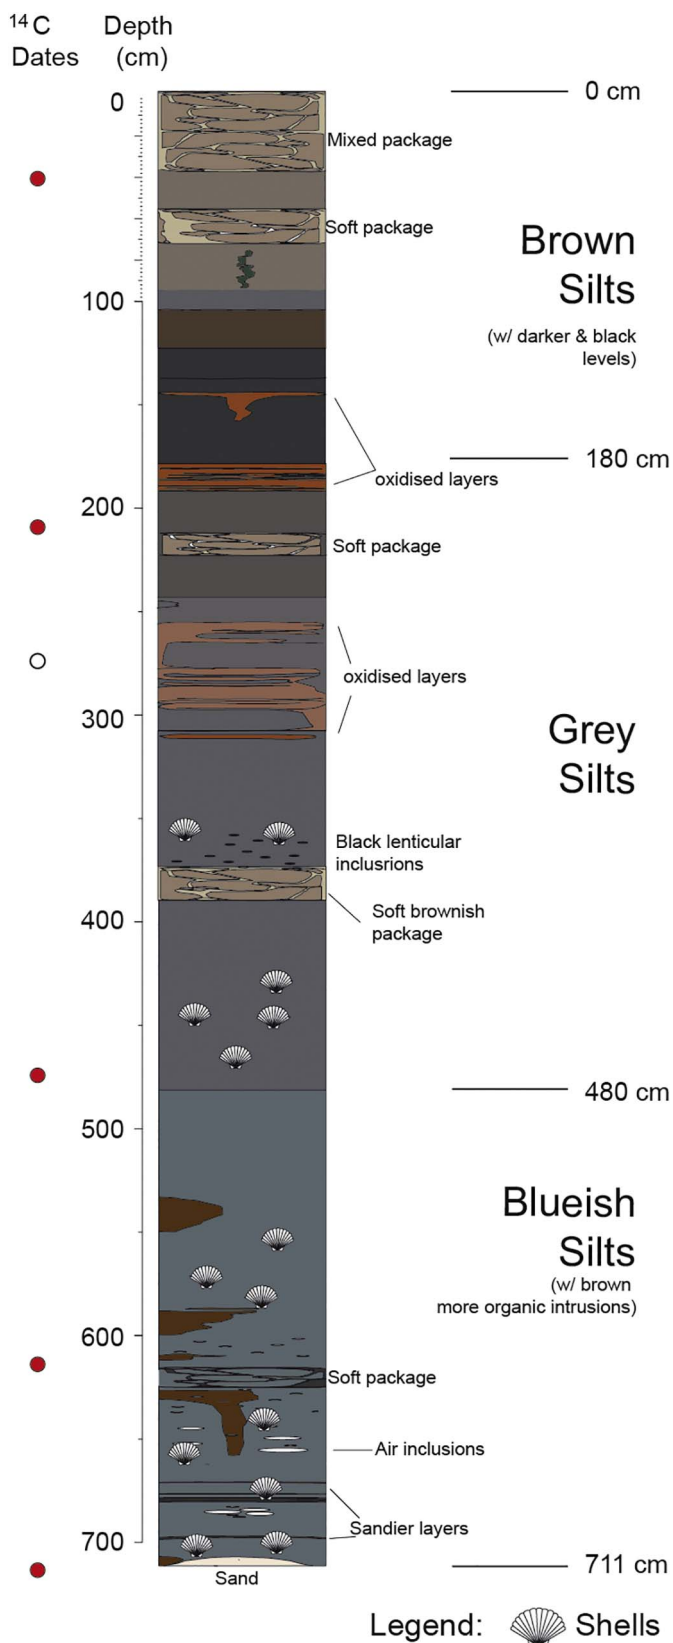 14C Depth
Dates (cm)
0
0 cm
Mixed package
Soft package
Brown
Silts
(w/ darker & black
levels)
100
180 cm
oxidised layers
200
Soft package
oxidised layers
300
Grey
Silts
Black lenticular
inclusrions
Soft brownish
package
400
480 cm
500
Blueish
Silts
(w/ brown
more organic intrusions)
600
Soft package
Air inclusions
Sandier layers
700
711 cm
Sand
Legend: Shells